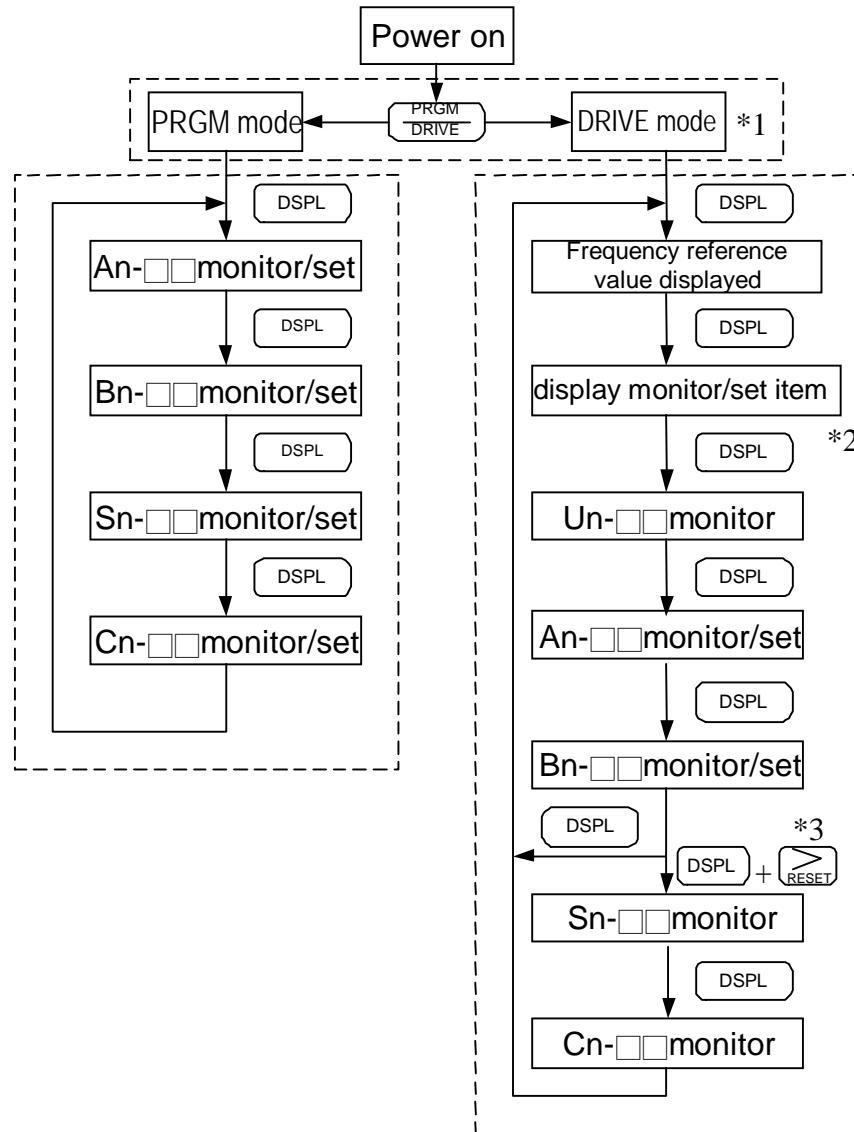 Power on
PRGM mode
PRGM
DRIVE
DRIVE mode
*1
DSPL
An-□□monitor/set
DSPL
Bn-□□monitor/set
DSPL
Sn-□□monitor/set
DSPL
Cn-□□monitor/set
DSPL
Frequency reference
value displayed
DSPL
display monitor/set item
*2
DSPL
Un-□□monitor
DSPL
An-□□monitor/set
DSPL
Bn-□□monitor/set
DSPL
*3
DSPL + >
RESET
Sn-□□monitor
DSPL
Cn-□□monitor